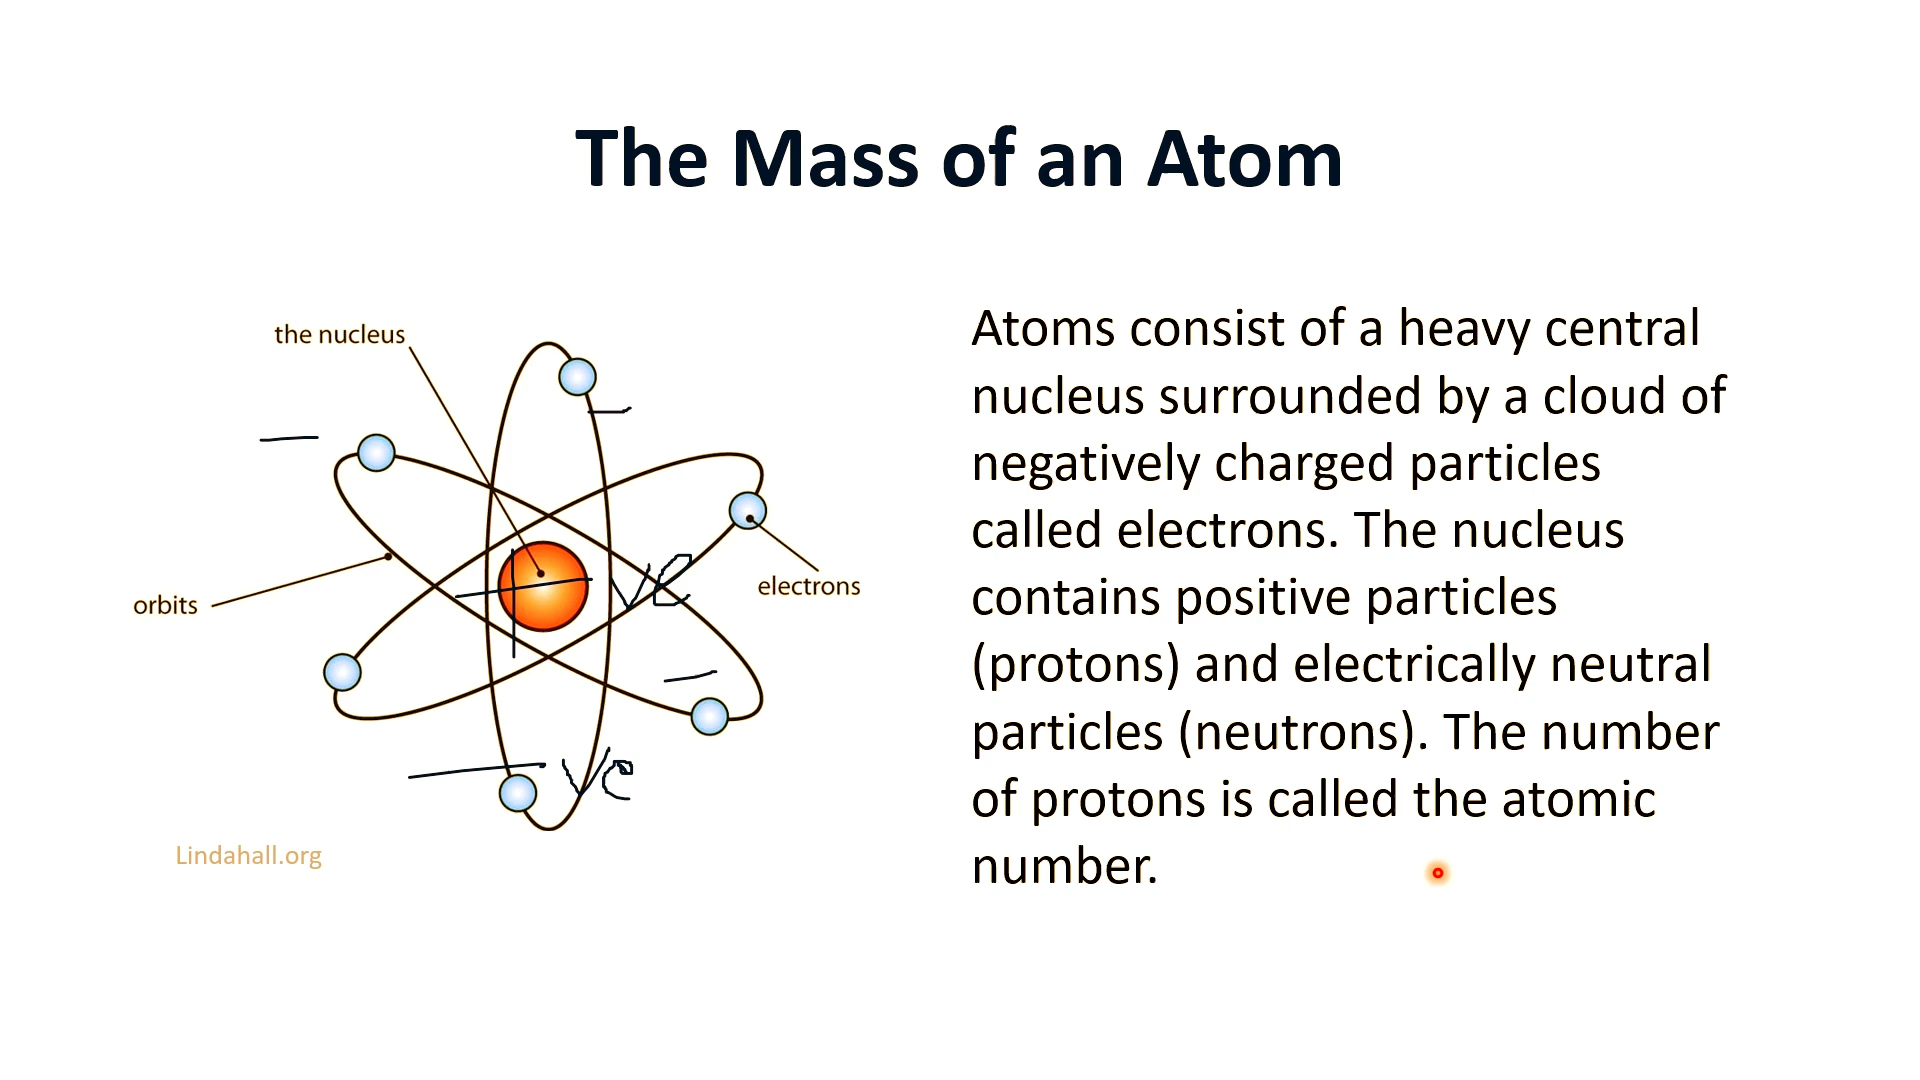 The Mass of an Atom
the nucleus
orbits
electrons
+ ve
– ve
Lindahall.org
Atoms consist of a heavy central
nucleus surrounded by a cloud of
negatively charged particles
called electrons. The nucleus
contains positive particles
(protons) and electrically neutral
particles (neutrons). The number
of protons is called the atomic
number.